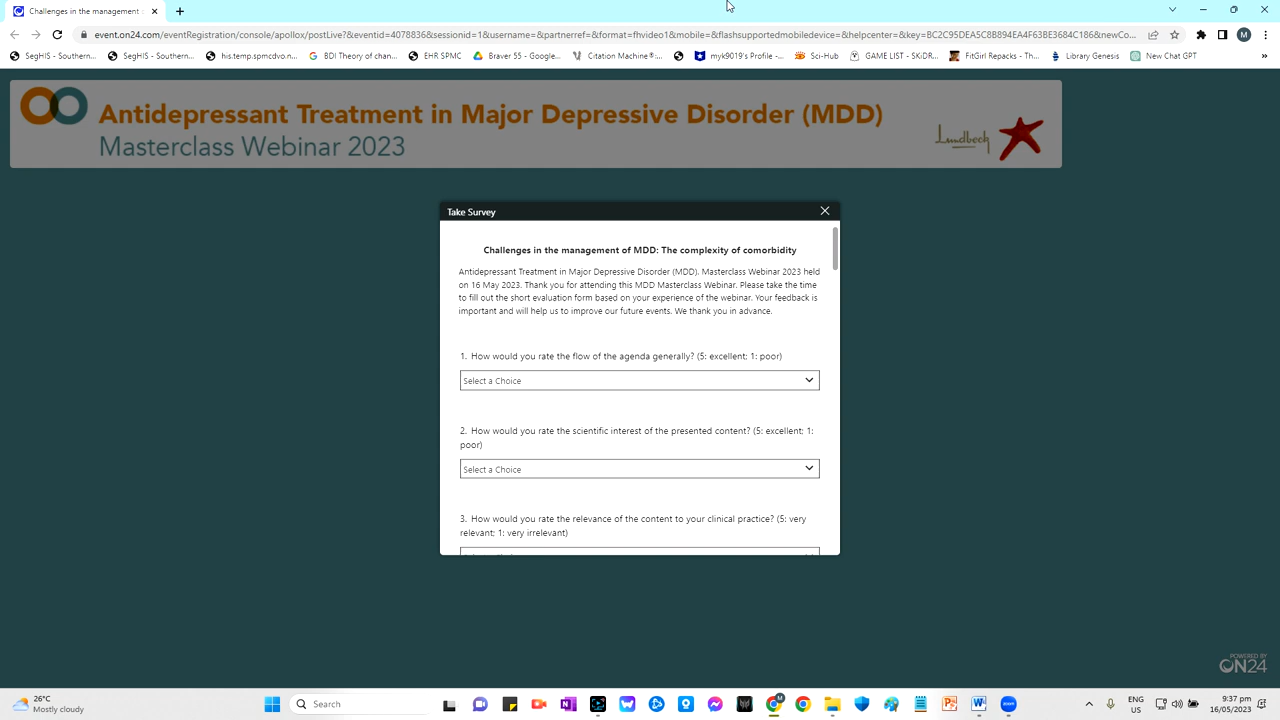 Challenges in the management
event.on24.com/eventRegistration/console/apollox/postLive?&eventid=4078836&sessionid=1&username=&partnerref=&format=fhvideo1&mobile=&flashsupportedmobiledevice=&helpcenter=&key=BC2C95DEA5C8B894EA4F63BE3684C186&newCo...
M
SegHIS - Southern... SegHIS - Southern... his.temp.spmcdvo.n... BDI Theory of chan... EHR SPMC Braver 55 - Google... Citation Machine®:... myk9019's Profile -... Sci-Hub GAME LIST - SKiDR... FitGirl Repacks - Th... Library Genesis New Chat GPT »
Antidepressant Treatment in Major Depressive Disorder (MDD)
Masterclass Webinar 2023
Lundbeck
Take Survey
Challenges in the management of MDD: The complexity of comorbidity
Antidepressant Treatment in Major Depressive Disorder (MDD). Masterclass Webinar 2023 held
on 16 May 2023. Thank you for attending this MDD Masterclass Webinar. Please take the time
to fill out the short evaluation form based on your experience of the webinar. Your feedback is
important and will help us to improve our future events. We thank you in advance.
1. How would you rate the flow of the agenda generally? (5: excellent; 1: poor)
Select a Choice
2. How would you rate the scientific interest of the presented content? (5: excellent; 1:
poor)
Select a Choice
3. How would you rate the relevance of the content to your clinical practice? (5: very
relevant; 1: very irrelevant)
POWERED BY
ON24
26°C
Mostly cloudy
Search
ENG
US
9:37 pm
16/05/2023